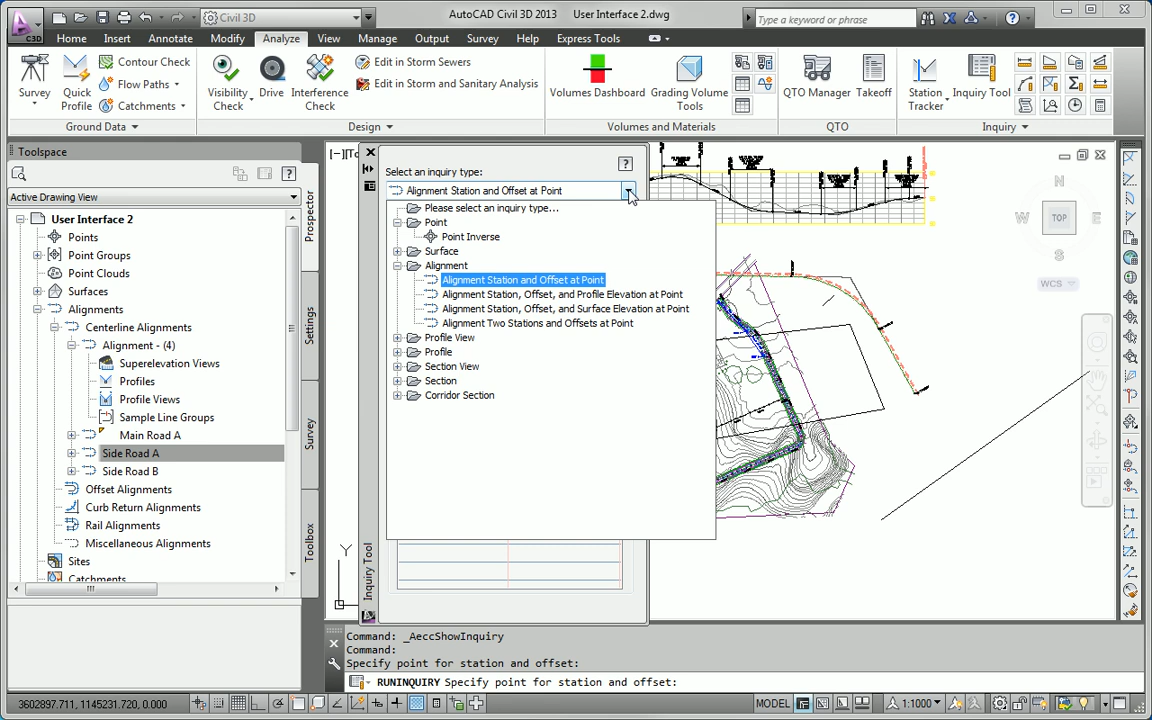 Civil 3D
AutoCAD Civil 3D 2013
User Interface 2.dwg
Type a keyword or phrase
C3D
Home
Insert
Annotate
Modify
Analyze
View
Manage
Output
Survey
Help
Express Tools
Survey
Quick Profile
Contour Check
Flow Paths
Catchments
Visibility Check
Drive
Interference Check
Edit in Storm Sewers
Edit in Storm and Sanitary Analysis
Volumes Dashboard
Grading Volume Tools
QTO Manager
Takeoff
Station Tracker
Inquiry Tool
Ground Data
Design
Volumes and Materials
QTO
Inquiry
Toolspace
Active Drawing View
User Interface 2
Points
Point Groups
Point Clouds
Surfaces
Alignments
Centerline Alignments
Alignment - (4)
Superelevation Views
Profiles
Profile Views
Sample Line Groups
Main Road A
Side Road A
Side Road B
Offset Alignments
Curb Return Alignments
Rail Alignments
Miscellaneous Alignments
Sites
Catchments
Prospector
Settings
Survey
Toolbox
Select an inquiry type:
Alignment Station and Offset at Point
Please select an inquiry type...
Point
Point Inverse
Surface
Alignment
Alignment Station and Offset at Point
Alignment Station, Offset, and Profile Elevation at Point
Alignment Station, Offset, and Surface Elevation at Point
Alignment Two Stations and Offsets at Point
Profile View
Profile
Section View
Section
Corridor Section
Inquiry Tool
N
W
TOP
E
S
WCS
Y
Command: _AeccShowInquiry
Command:
Specify point for station and offset:
RUNINQUIRY Specify point for station and offset:
3602897.711, 1145231.720, 0.000
MODEL
1:1000